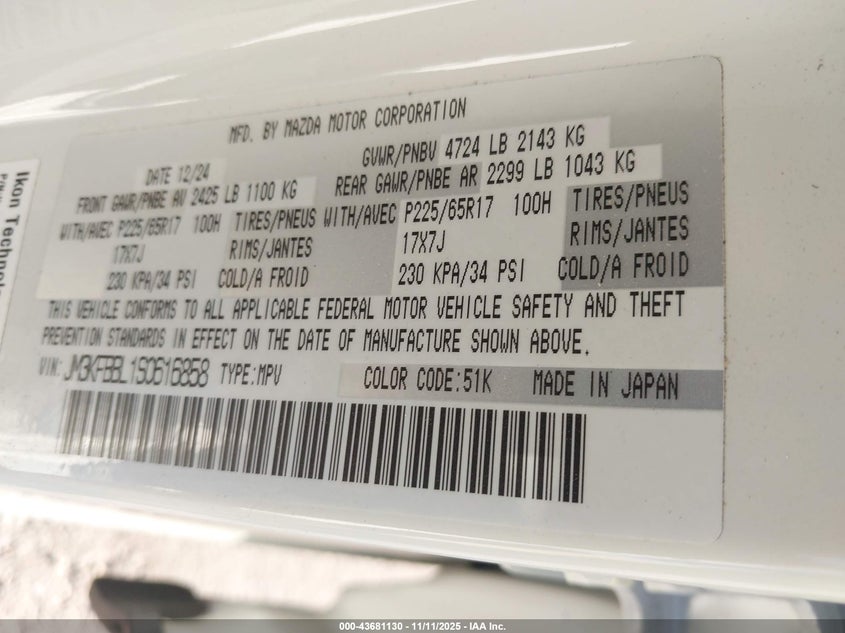 MFD. BY MAZDA MOTOR CORPORATION
DATE 12/24 GVWR/PNBV 4724 LB 2143 KG
FRONT GAWR/PNBE AV 2425 LB 1100 KG REAR GAWR/PNBE AR 2299 LB 1043 KG
WITH/AVEC P225/65R17 100H TIRES/PNEUS WITH/AVEC P225/65R17 100H TIRES/PNEUS
17X7J RIMS/JANTES 17X7J RIMS/JANTES
230 KPA/34 PSI COLD/A FROID 230 KPA/34 PSI COLD/A FROID
THIS VEHICLE CONFORMS TO ALL APPLICABLE FEDERAL MOTOR VEHICLE SAFETY AND THEFT
PREVENTION STANDARDS IN EFFECT ON THE DATE OF MANUFACTURE SHOWN ABOVE.
VIN: JM3KFBBL1S0616858 TYPE:MPV COLOR CODE:51K MADE IN JAPAN
Ikon Technolo
000-43681130 - 11/11/2025 - IAA Inc.